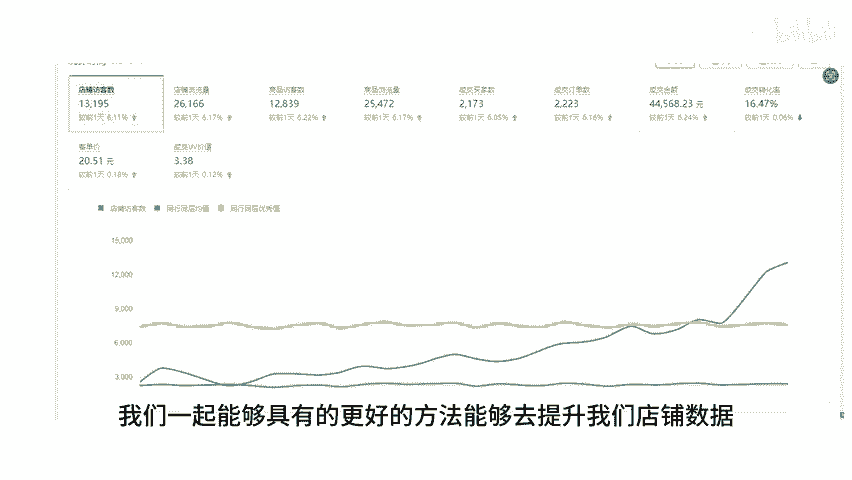 bilibili
店铺访客数 店铺浏览量 商品访客数 商品浏览量 成交买家数 成交订单数 成交金额 成交转化率
13,195 26,166 12,839 25,472 2,173 2,223 44,568.23 元 16.47%
较前1天 6.11% 较前1天 6.17% 较前1天 6.22% 较前1天 6.17% 较前1天 6.05% 较前1天 6.16% 较前1天 6.24% 较前1天 0.06%
客单价 成交UV价值
20.51 元 3.38
较前1天 0.18% 较前1天 0.12%
店铺访客数 同行同层均值 同行同层优秀值
15,000
12,000
9,000
6,000
3,000
我们一起能够具有的更好的方法能够去提升我们店铺数据